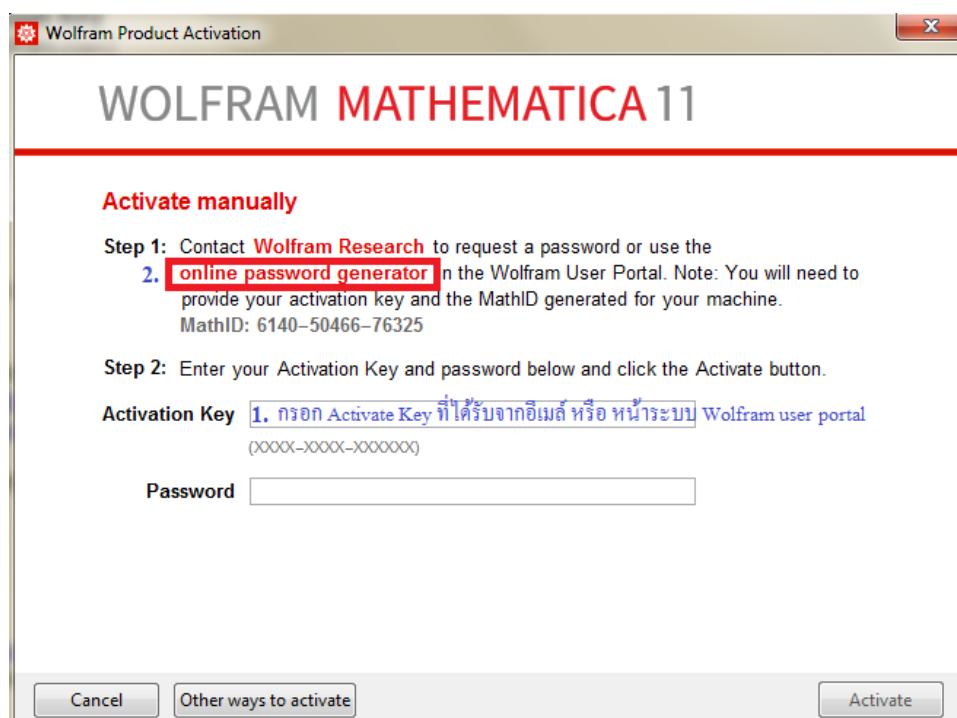 Wolfram Product Activation
WOLFRAM MATHEMATICA 11
Activate manually
Step 1: Contact Wolfram Research to request a password or use the
2. online password generator n the Wolfram User Portal. Note: You will need to
provide your activation key and the MathID generated for your machine.
MathID: 6140–50466–76325
Step 2: Enter your Activation Key and password below and click the Activate button.
Activation Key 1. กรอก Activate Key ที่ได้รับจากอีเมล์ หรือ หน้าระบบ Wolfram user portal
(XXXX–XXXX–XXXXXX)
Password
Cancel Other ways to activate Activate